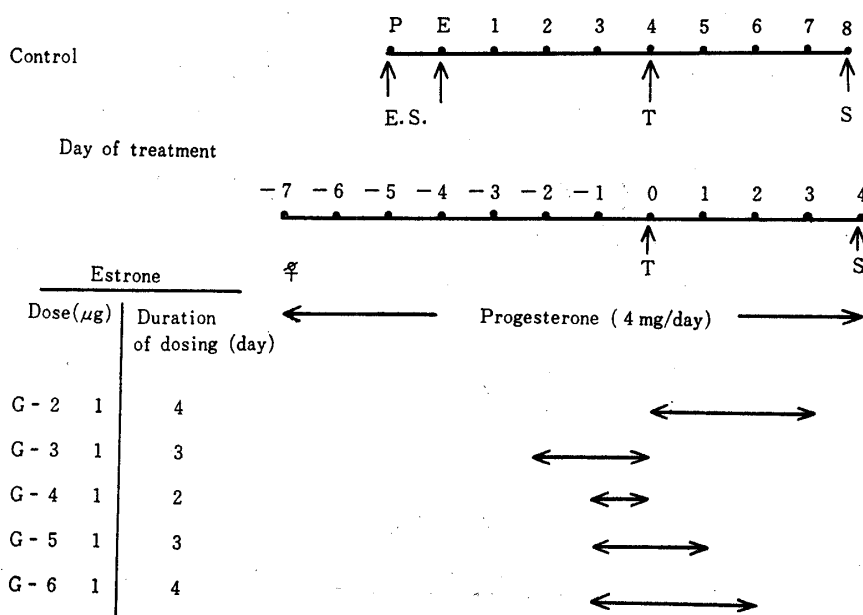 P E 1 2 3 4 5 6 7 8
Control
E.S. T S
Day of treatment
-7 -6 -5 -4 -3 -2 -1 0 1 2 3 4
T S
Estrone
Progesterone (4 mg/day)
Dose(μg) Duration of dosing (day)
G-2 1 4
G-3 1 3
G-4 1 2
G-5 1 3
G-6 1 4